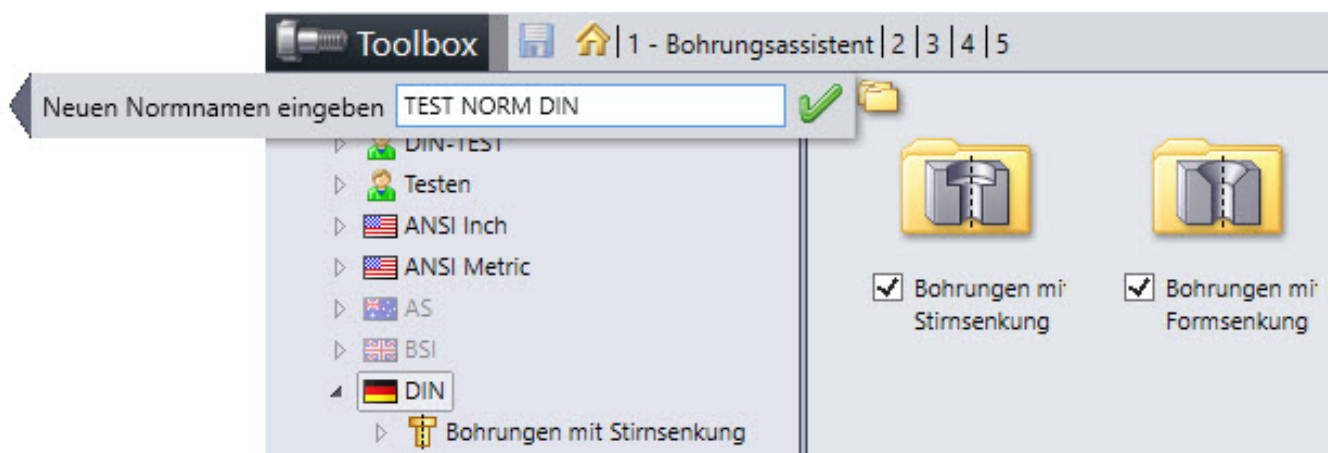 Toolbox 1 - Bohrungsassistent 2 3 4 5
Neuen Normnamen eingeben TEST NORM DIN
DIN-TEST
Testen
ANSI Inch
ANSI Metric
AS
BSI
DIN
Bohrungen mit Stirnsenkung
Bohrungen mit
Stirnsenkung
Bohrungen mit
Formsenkung